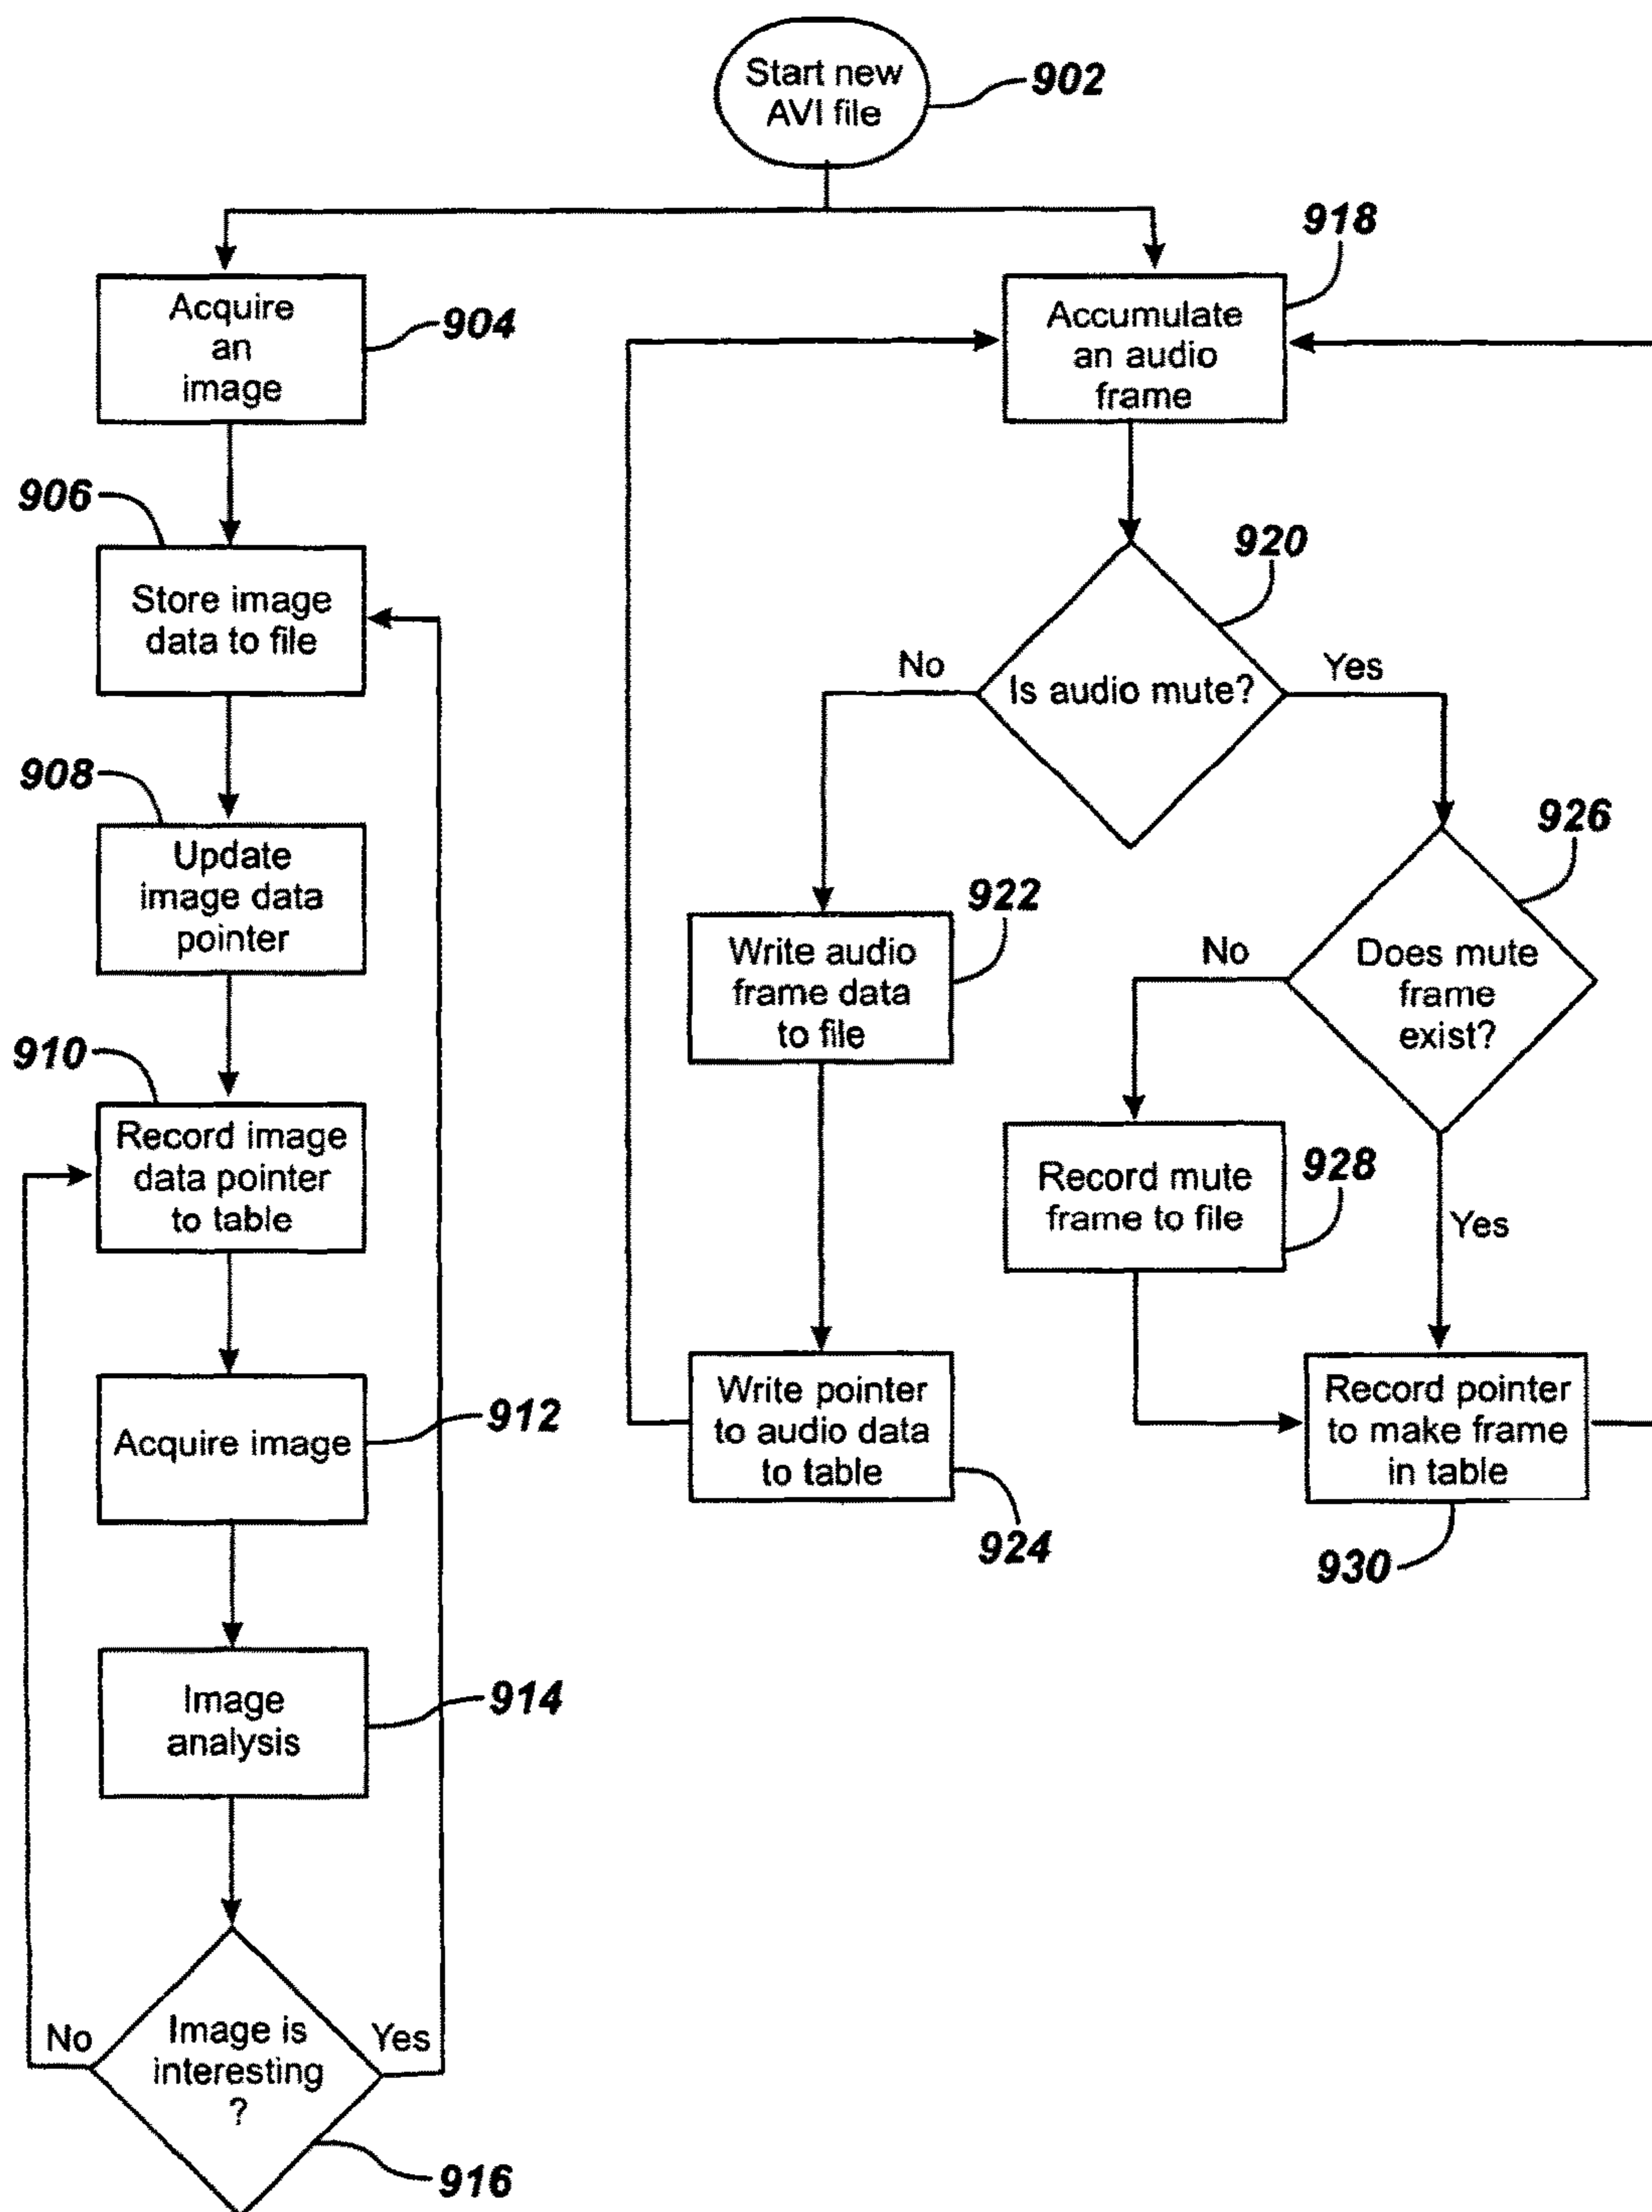 Start new
AVI file
902
Acquire
an
image
904
906
Store image
data to file
908
Update
image data
pointer
910
Record image
data pointer
to table
Acquire image
912
Image
analysis
914
No
Image is
interesting
?
Yes
916
918
Accumulate
an audio
frame
920
No
Is audio mute?
Yes
922
Write audio
frame data
to file
Write pointer
to audio data
to table
924
926
No
Does mute
frame
exist?
Yes
Record mute
frame to file
928
Record pointer
to make frame
in table
930